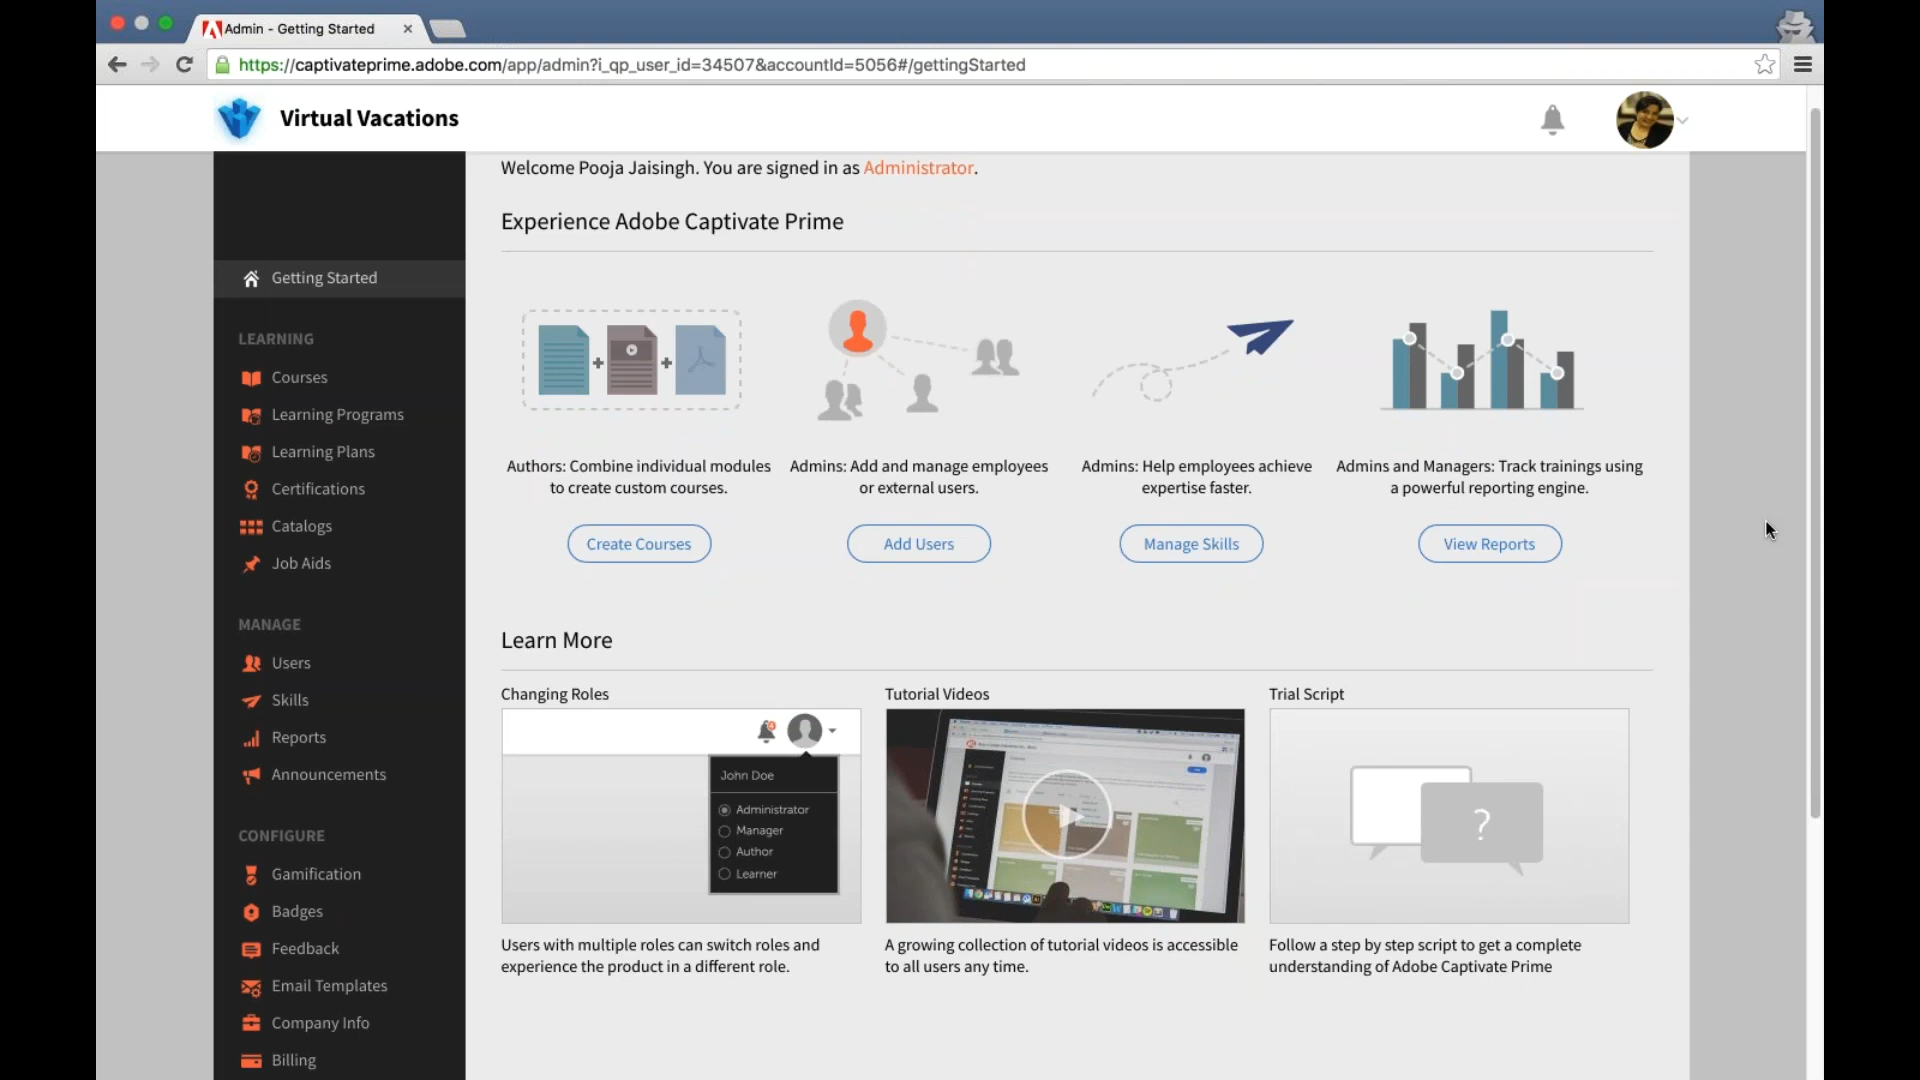 Admin - Getting Started
https://captivateprime.adobe.com/app/admin?i_qp_user_id=34507&accountId=5056#/gettingStarted
Virtual Vacations
Welcome Pooja Jaisingh. You are signed in as Administrator.
Getting Started
LEARNING
Courses
Learning Programs
Learning Plans
Certifications
Catalogs
Job Aids
MANAGE
Users
Skills
Reports
Announcements
CONFIGURE
Gamification
Badges
Feedback
Email Templates
Company Info
Billing
Experience Adobe Captivate Prime
Authors: Combine individual modules
to create custom courses.
Create Courses
Admins: Add and manage employees
or external users.
Add Users
Admins: Help employees achieve
expertise faster.
Manage Skills
Admins and Managers: Track trainings using
a powerful reporting engine.
View Reports
Learn More
Changing Roles
John Doe
Administrator
Manager
Author
Learner
Users with multiple roles can switch roles and
experience the product in a different role.
Tutorial Videos
A growing collection of tutorial videos is accessible
to all users any time.
Trial Script
?
Follow a step by step script to get a complete
understanding of Adobe Captivate Prime